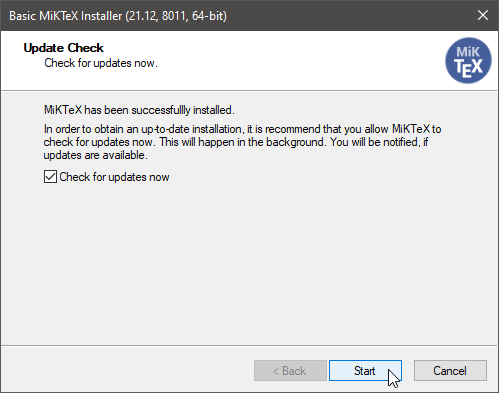 Basic MiKTeX Installer (21.12, 8011, 64-bit)
Update Check
Check for updates now.
MiK
TEX
MiKTeX has been successfullly installed.
In order to obtain an up-to-date installation, it is recommend that you allow MiKTeX to
check for updates now. This will happen in the background. You will be notified, if
updates are available.
Check for updates now
< Back
Start
Cancel